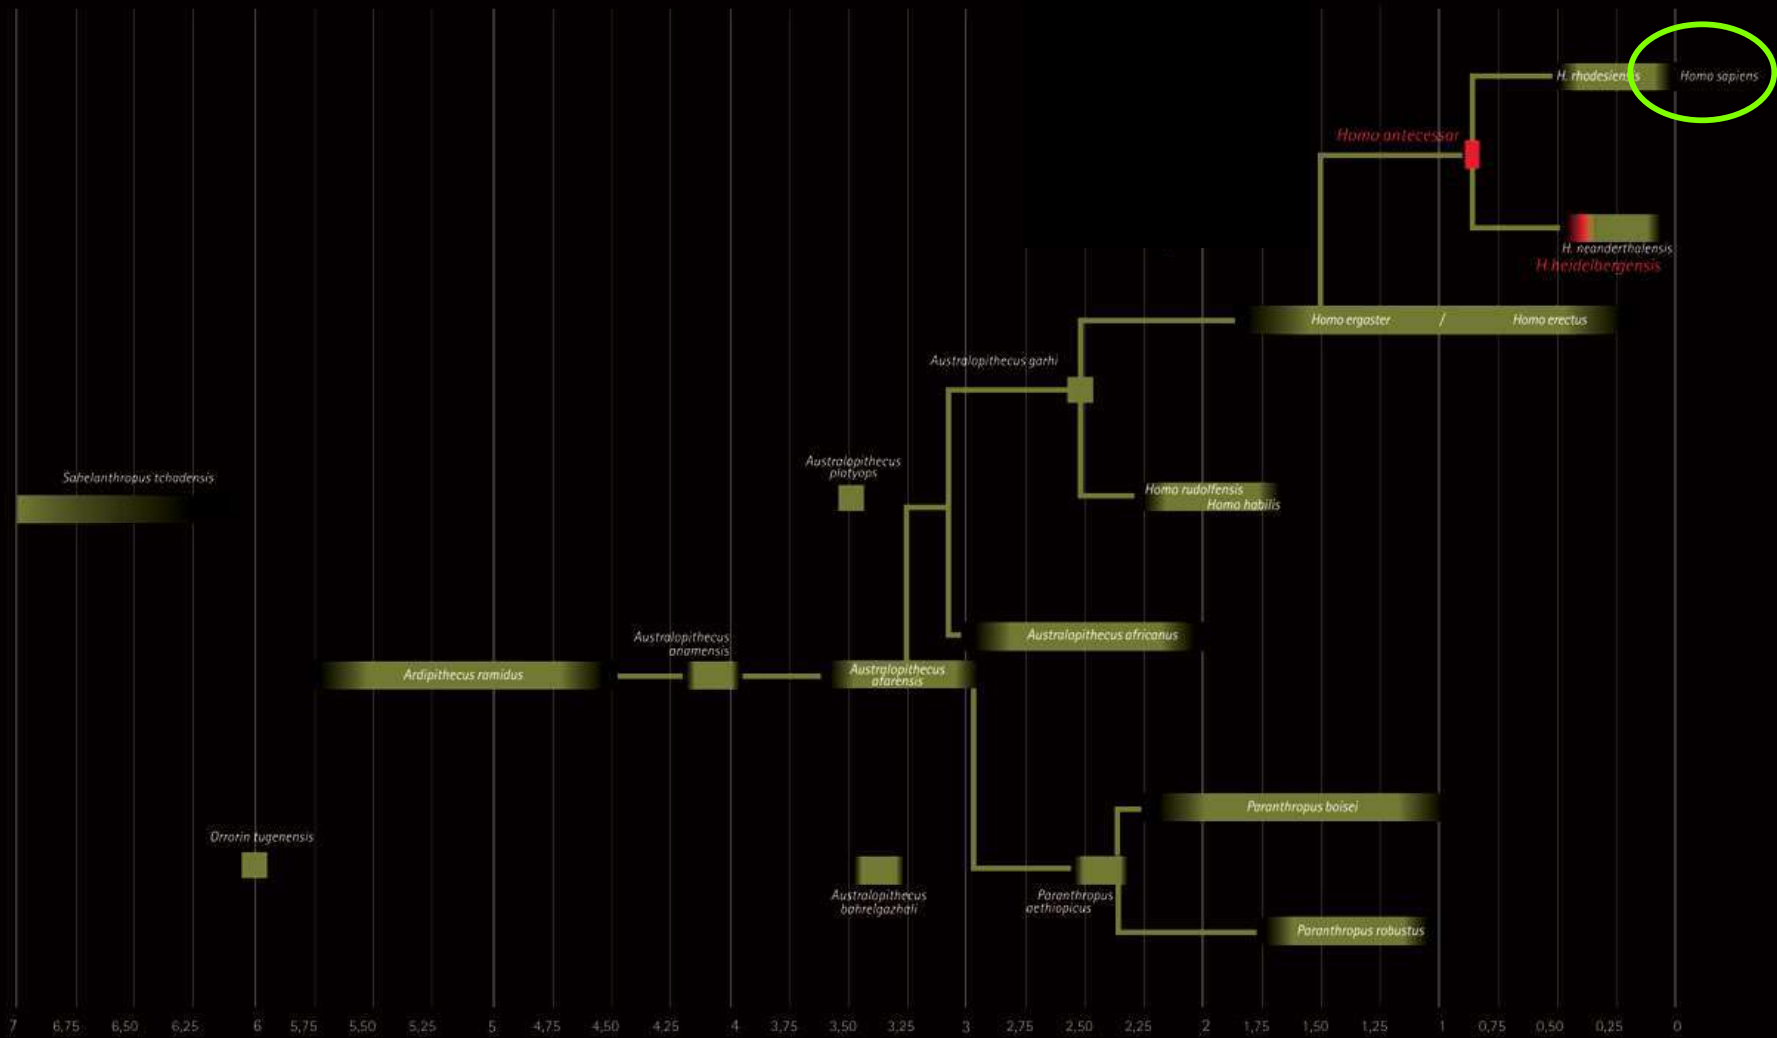 H. rhodesiensis
Homo sapiens
Homo antecessor
H. neanderthalensis
H.heidelbergensis
Homo ergaster / Homo erectus
Australopithecus garhi
Australopithecus
platyops
Sahelanthropus tchadensis
Homo rudolfensis
Homo habilis
Australopithecus africanus
Australopithecus
anamensis
Ardipithecus ramidus
Australopithecus
afarensis
Paranthropus boisei
Orrorin tugenensis
Australopithecus
bahrelgazhali
Paranthropus
aethiopicus
Paranthropus robustus
7 6,75 6,50 6,25 6 5,75 5,50 5,25 5 4,75 4,50 4,25 4 3,75 3,50 3,25 3 2,75 2,50 2,25 2 1,75 1,50 1,25 1 0,75 0,50 0,25 0